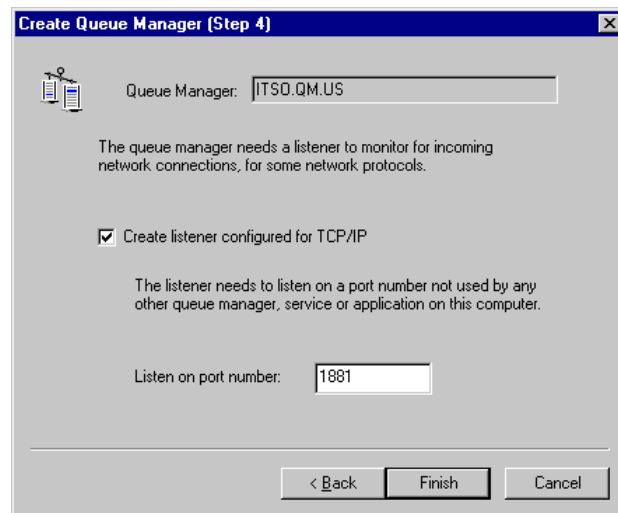 Create Queue Manager (Step 4)
Queue Manager: ITSO.QM.US
The queue manager needs a listener to monitor for incoming
network connections, for some network protocols.
Create listener configured for TCP/IP
The listener needs to listen on a port number not used by any
other queue manager, service or application on this computer.
Listen on port number: 1881
< Back Finish Cancel